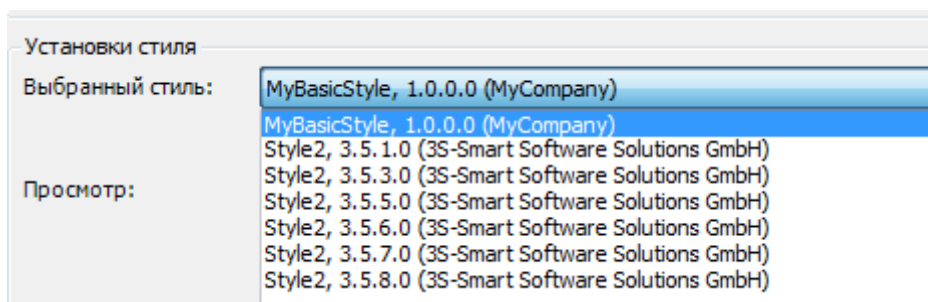 Установки стиля
Выбранный стиль: MyBasicStyle, 1.0.0.0 (MyCompany)
MyBasicStyle, 1.0.0.0 (MyCompany)
Style2, 3.5.1.0 (3S-Smart Software Solutions GmbH)
Style2, 3.5.3.0 (3S-Smart Software Solutions GmbH)
Просмотр: Style2, 3.5.5.0 (3S-Smart Software Solutions GmbH)
Style2, 3.5.6.0 (3S-Smart Software Solutions GmbH)
Style2, 3.5.7.0 (3S-Smart Software Solutions GmbH)
Style2, 3.5.8.0 (3S-Smart Software Solutions GmbH)